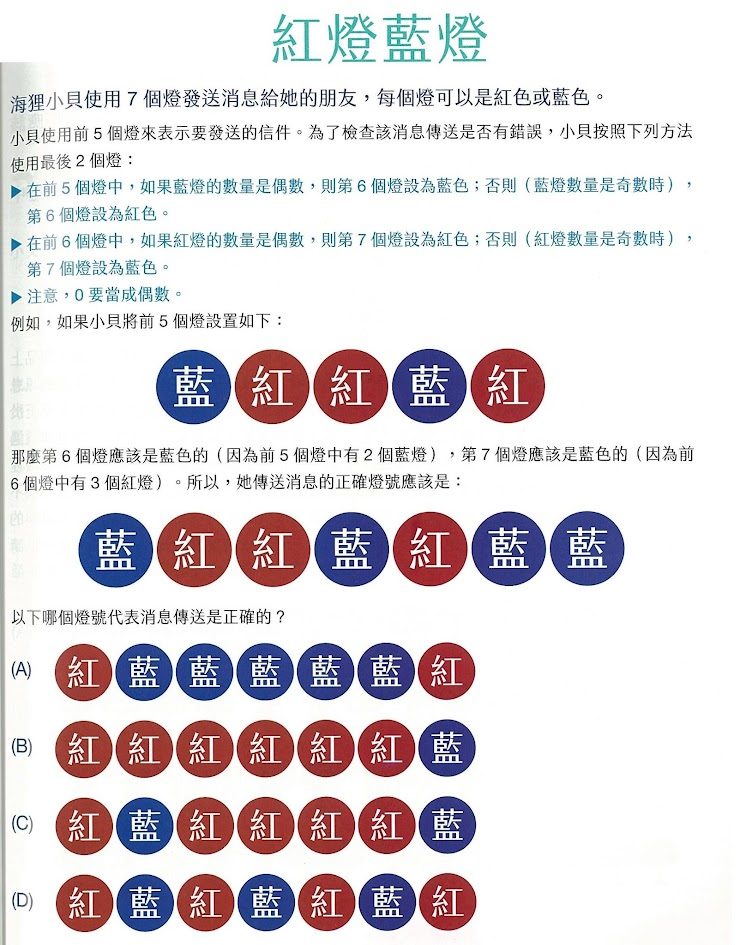 紅燈藍燈
海狸小貝使用 7 個燈發送消息給她的朋友，每個燈可以是紅色或藍色。
小貝使用前 5 個燈來表示要發送的信件。為了檢查該消息傳送是否有錯誤，小貝按照下列方法
使用最後 2 個燈：
▶ 在前 5 個燈中，如果藍燈的數量是偶數，則第 6 個燈設為藍色；否則（藍燈數量是奇數時），
第 6 個燈設為紅色。
▶ 在前 6 個燈中，如果紅燈的數量是偶數，則第 7 個燈設為紅色；否則（紅燈數量是奇數時），
第 7 個燈設為藍色。
▶ 注意，0 要當成偶數。
例如，如果小貝將前 5 個燈設置如下：
藍 紅 紅 藍 紅
那麼第 6 個燈應該是藍色的（因為前 5 個燈中有 2 個藍燈），第 7 個燈應該是藍色的（因為前
6 個燈中有 3 個紅燈）。所以，她傳送消息的正確燈號應該是：
藍 紅 紅 藍 紅 藍 藍
以下哪個燈號代表消息傳送是正確的？
(A) 紅 藍 藍 藍 藍 藍 紅
(B) 紅 紅 紅 紅 紅 紅 藍
(C) 紅 藍 紅 紅 紅 紅 藍
(D) 紅 藍 紅 藍 紅 藍 紅